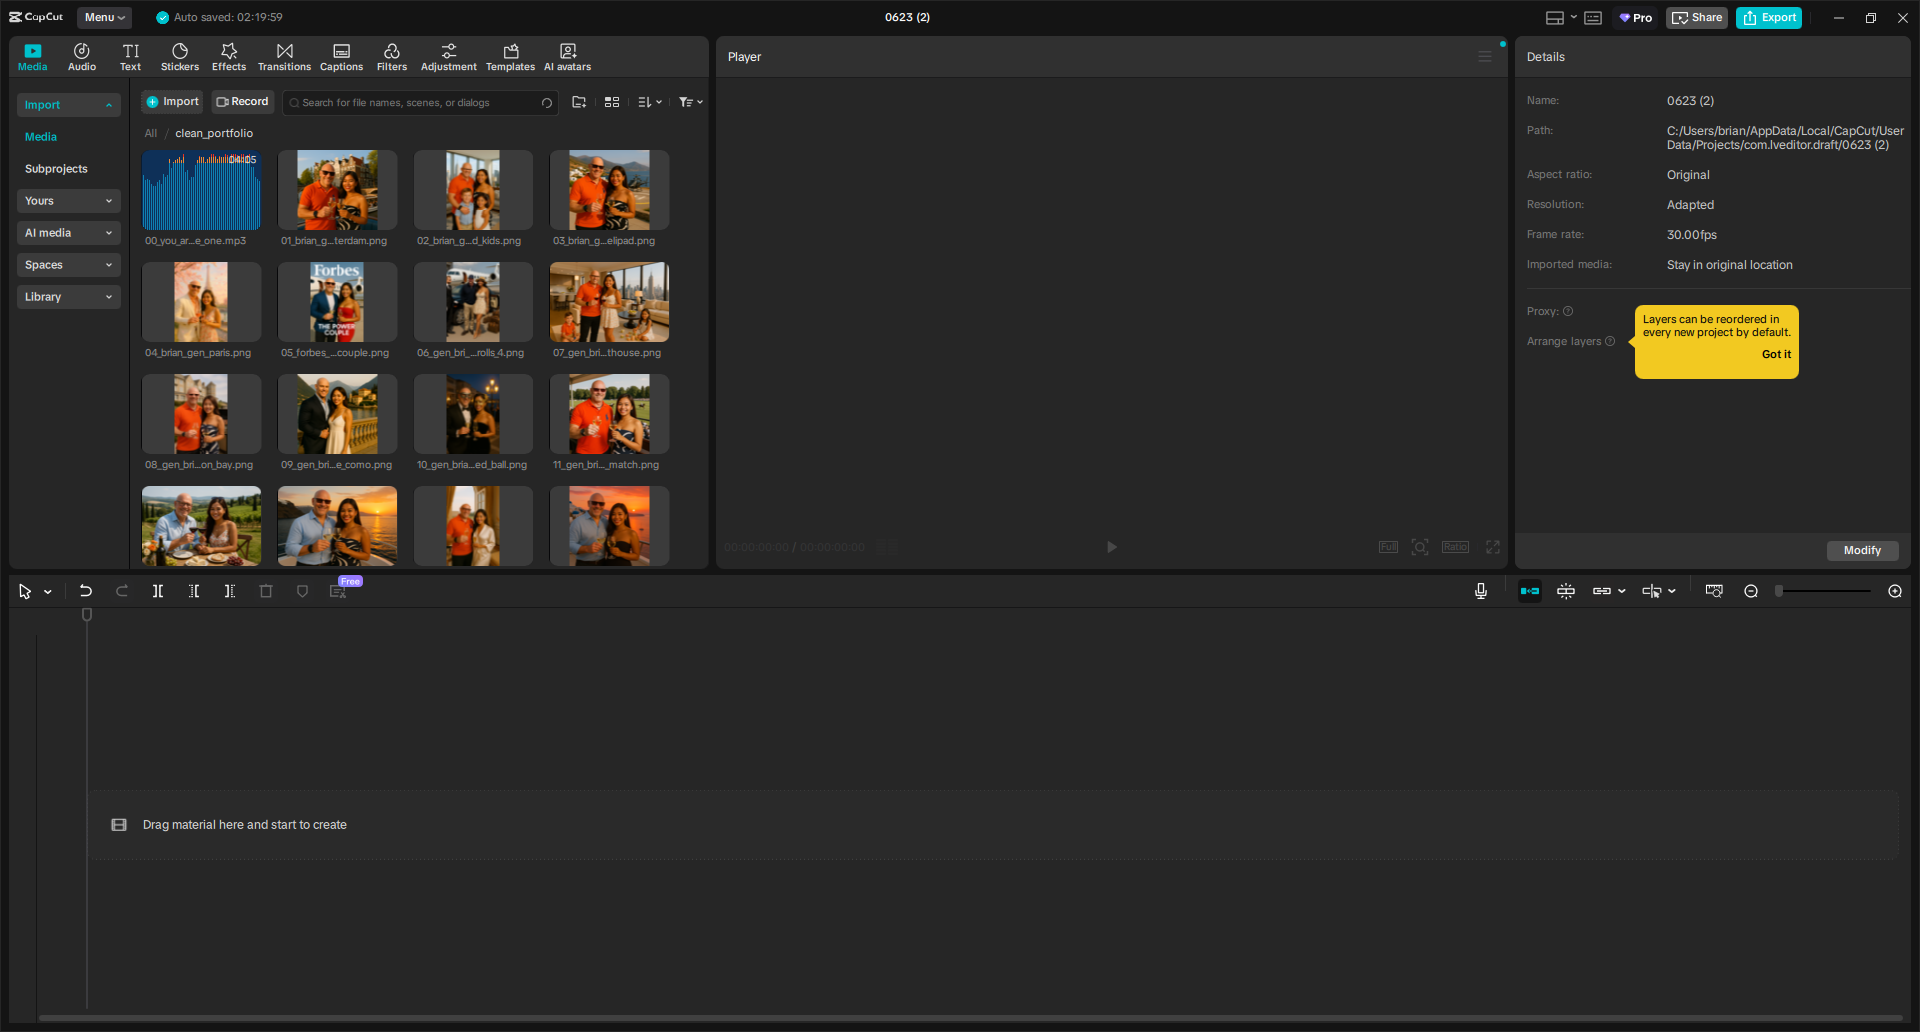 CapCut
Menu
Auto saved: 02:19:59
0623 (2)
Pro
Share
Export
Media
Audio
Text
Stickers
Effects
Transitions
Captions
Filters
Adjustment
Templates
AI avatars
Player
Details
Import
Media
Subprojects
Yours
AI media
Spaces
Library
Import
Record
Search for file names, scenes, or dialogs
All / clean_portfolio
04:05
00_you_ar...e_one.mp3
01_brian_g...terdam.png
02_brian_g...d_kids.png
03_brian_g...elipad.png
Forbes
THE POWER
COUPLE
04_brian_gen_paris.png
05_forbes_...couple.png
06_gen_bri_...rolls_4.png
07_gen_bri...thouse.png
08_gen_bri...on_bay.png
09_gen_bri...e_como.png
10_gen_bria...ed_ball.png
11_gen_bri..._match.png
00:00:00:00 / 00:00:00:00
Full
Ratio
Name:
0623 (2)
Path:
C:/Users/brian/AppData/Local/CapCut/User
Data/Projects/com.lveditor.draft/0623 (2)
Aspect ratio:
Original
Resolution:
Adapted
Frame rate:
30.00fps
Imported media:
Stay in original location
Proxy:
Arrange layers
Layers can be reordered in
every new project by default.
Got it
Modify
Free
Drag material here and start to create